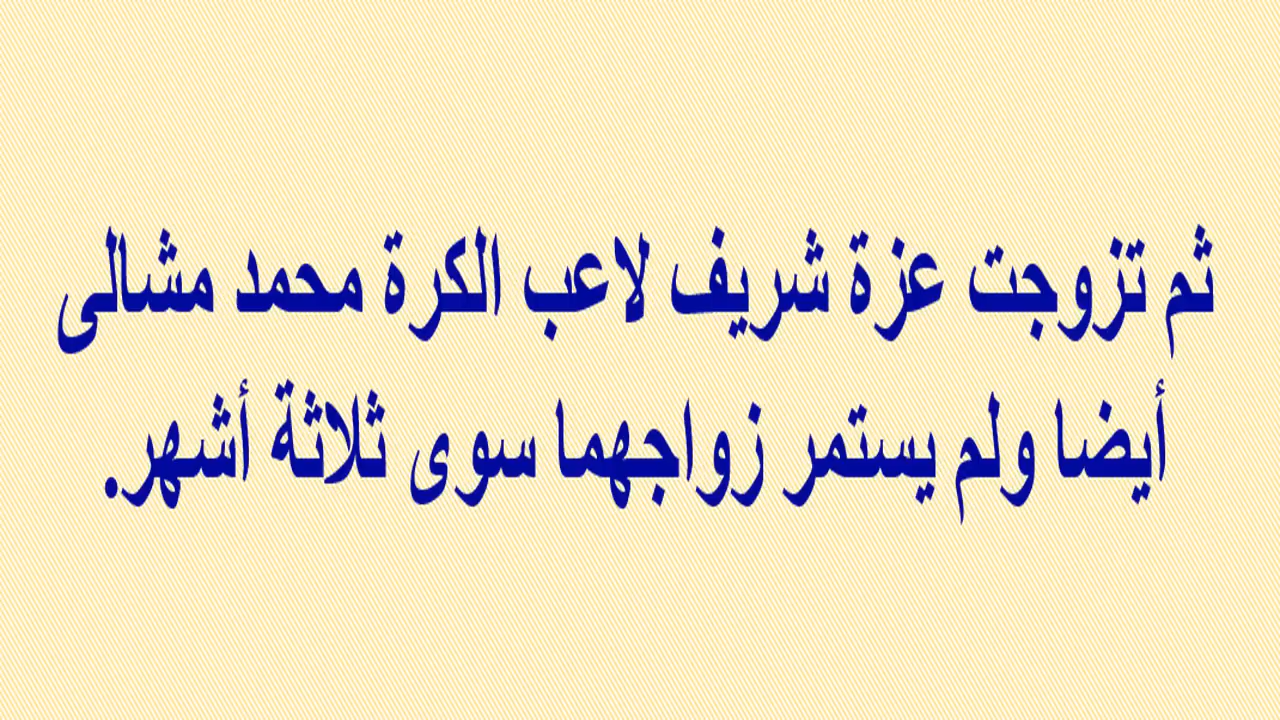 ثم تزوجت عزة شريف لاعب الكرة محمد مشالى
أيضا ولم يستمر زواجهما سوى ثلاثة أشهر.